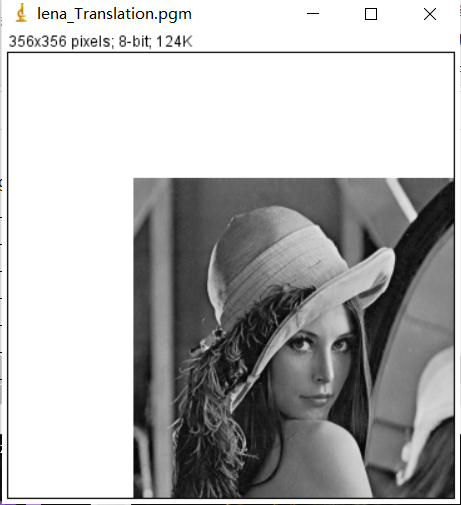 lena_Translation.pgm
356x356 pixels; 8-bit; 124K